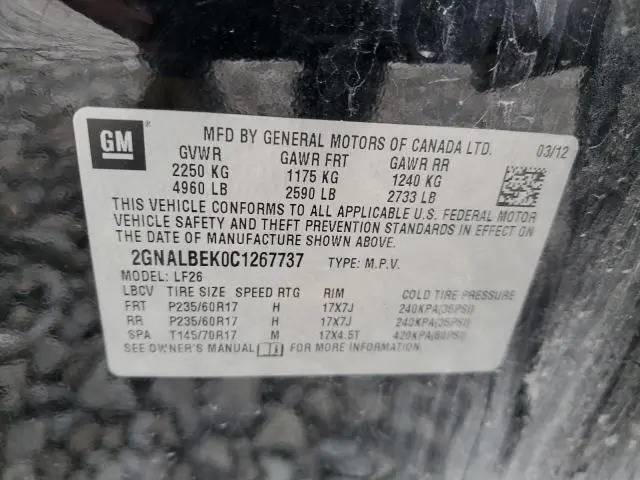 GM ®
MFD BY GENERAL MOTORS OF CANADA LTD. 03/12
GVWR GAWR FRT GAWR RR
2250 KG 1175 KG 1240 KG
4960 LB 2590 LB 2733 LB
THIS VEHICLE CONFORMS TO ALL APPLICABLE U.S. FEDERAL MOTOR
VEHICLE SAFETY AND THEFT PREVENTION STANDARDS IN EFFECT ON
THE DATE OF MANUFACTURE SHOWN ABOVE.
2GNALBEK0C1267737 TYPE: M.P.V.
MODEL: LF26
LBCV TIRE SIZE SPEED RTG RIM COLD TIRE PRESSURE
FRT P235/60R17 H 17X7J 240KPA(35PSI)
RR P235/60R17 H 17X7J 240KPA(35PSI)
SPA T145/70R17 M 17X4.5T 420KPA(60PSI)
SEE OWNER'S MANUAL FOR MORE INFORMATION.